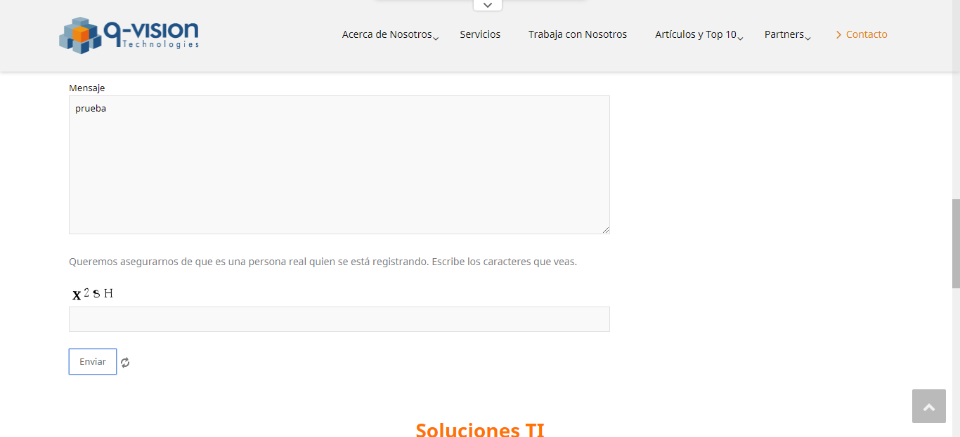 q-vision
Technologies
Acerca de Nosotros Servicios Trabaja con Nosotros Artículos y Top 10 Partners Contacto
Mensaje
prueba
Queremos asegurarnos de que es una persona real quien se está registrando. Escribe los caracteres que veas.
x2sH
Enviar
Soluciones TI